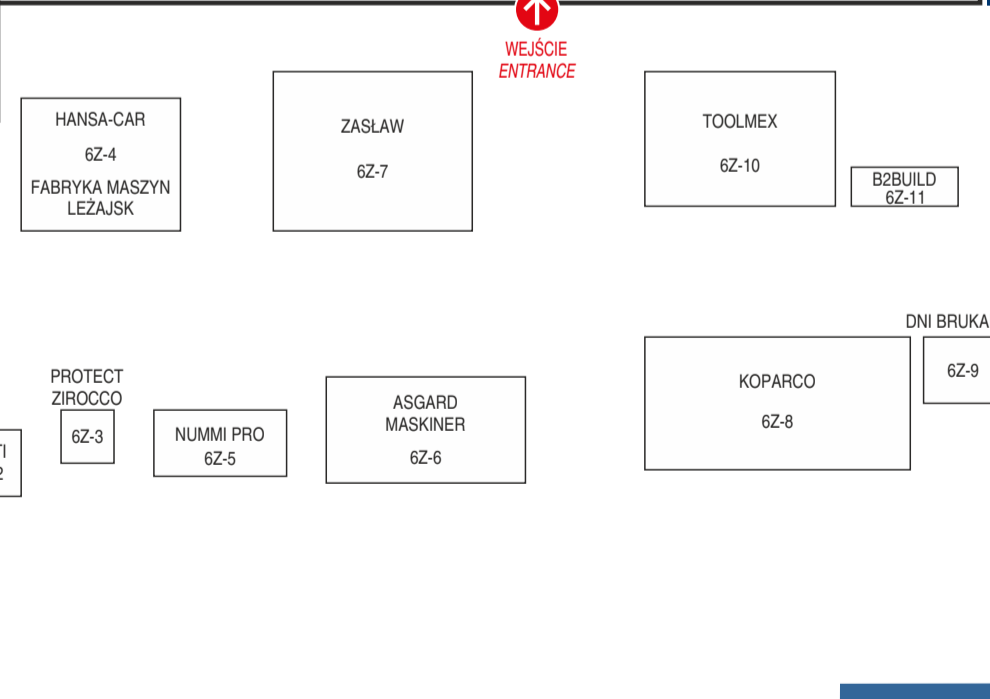 WEJŚCIE
ENTRANCE
HANSA-CAR
6Z-4
FABRYKA MASZYN
LEŻAJSK
ZASŁAW
6Z-7
TOOLMEX
6Z-10
B2BUILD
6Z-11
DNI BRUKA
6Z-9
KOPARCO
6Z-8
PROTECT
ZIROCCO
6Z-3
NUMMI PRO
6Z-5
ASGARD
MASKINER
6Z-6